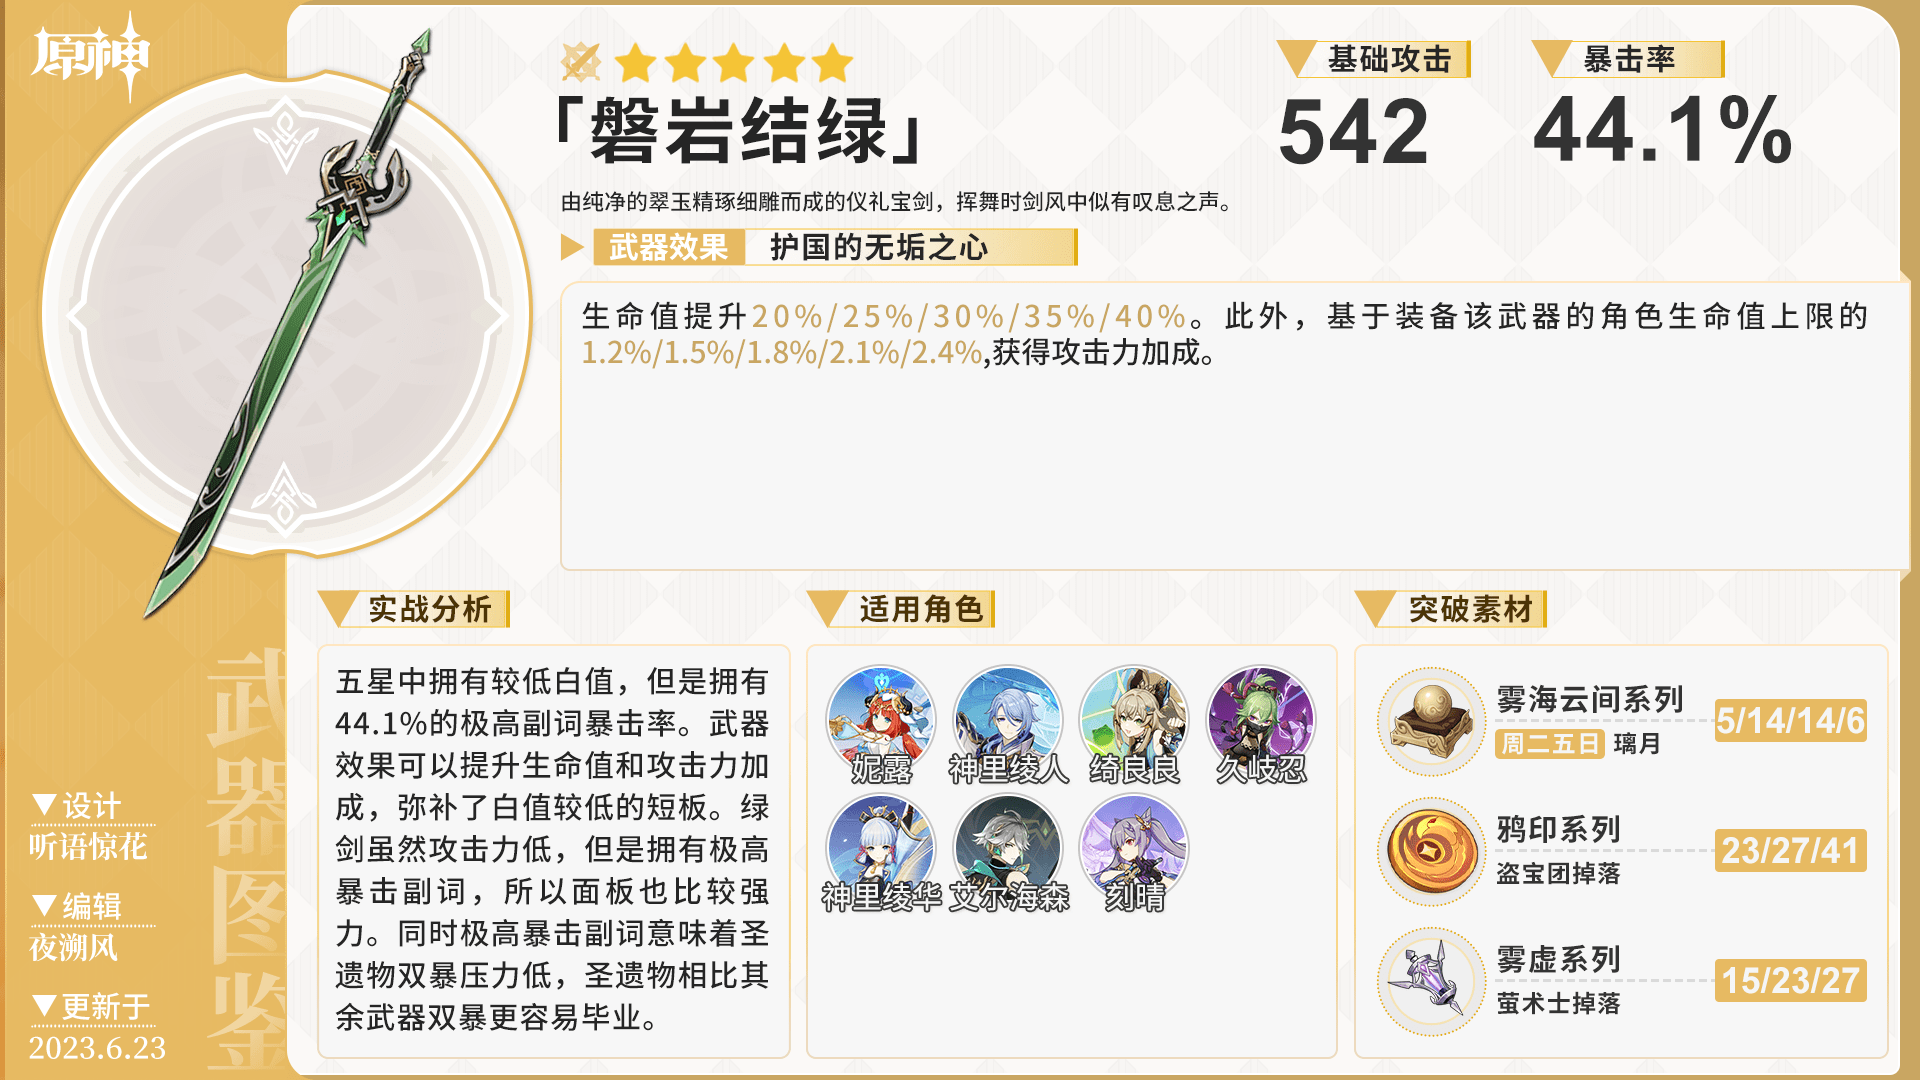 原神
「磐岩结绿」
基础攻击
542
暴击率
44.1%
由纯净的翠玉精琢细雕而成的仪礼宝剑，挥舞时剑风中似有叹息之声。
武器效果
护国的无垢之心
生命值提升20%/25%/30%/35%/40%。此外，基于装备该武器的角色生命值上限的
1.2%/1.5%/1.8%/2.1%/2.4%,获得攻击力加成。
实战分析
五星中拥有较低白值，但是拥有
44.1%的极高副词暴击率。武器
效果可以提升生命值和攻击力加
成，弥补了白值较低的短板。绿
剑虽然攻击力低，但是拥有极高
暴击副词，所以面板也比较强
力。同时极高暴击副词意味着圣
遗物双暴压力低，圣遗物相比其
余武器双暴更容易毕业。
适用角色
妮露
神里绫人
绮良良
久岐忍
神里绫华
艾尔海森
刻晴
突破素材
雾海云间系列
周二五日 璃月
5/14/14/6
鸦印系列
盗宝团掉落
23/27/41
雾虚系列
萤术士掉落
15/23/27
武器图鉴
▼设计
听语惊花
▼编辑
夜溯风
▼更新于
2023.6.23